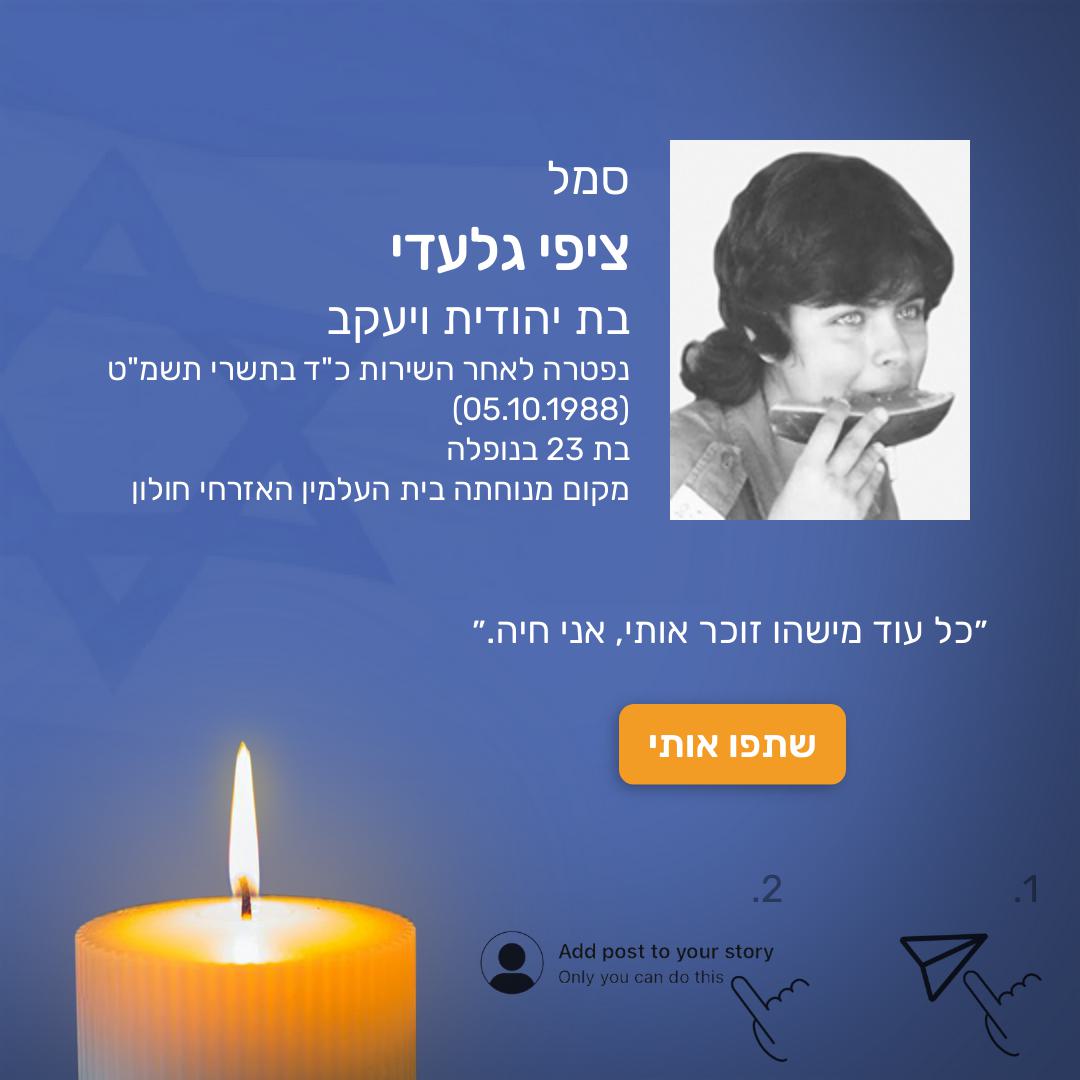 סמל
ציפי גלעדי
בת יהודית ויעקב
נפטרה לאחר השירות כ"ד בתשרי תשמ"ט
(05.10.1988)
בת 23 בנופלה
מקום מנוחתה בית העלמין האזרחי חולון
״כל עוד מישהו זוכר אותי, אני חיה.״
שתפו אותי
1.
2.
Add post to your story
Only you can do this